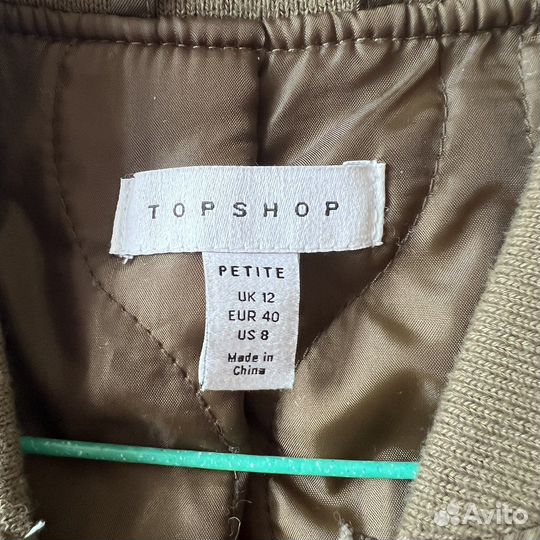 TOPSHOP
PETITE
UK 12
EUR 40
US 8
Made in
China
Avito